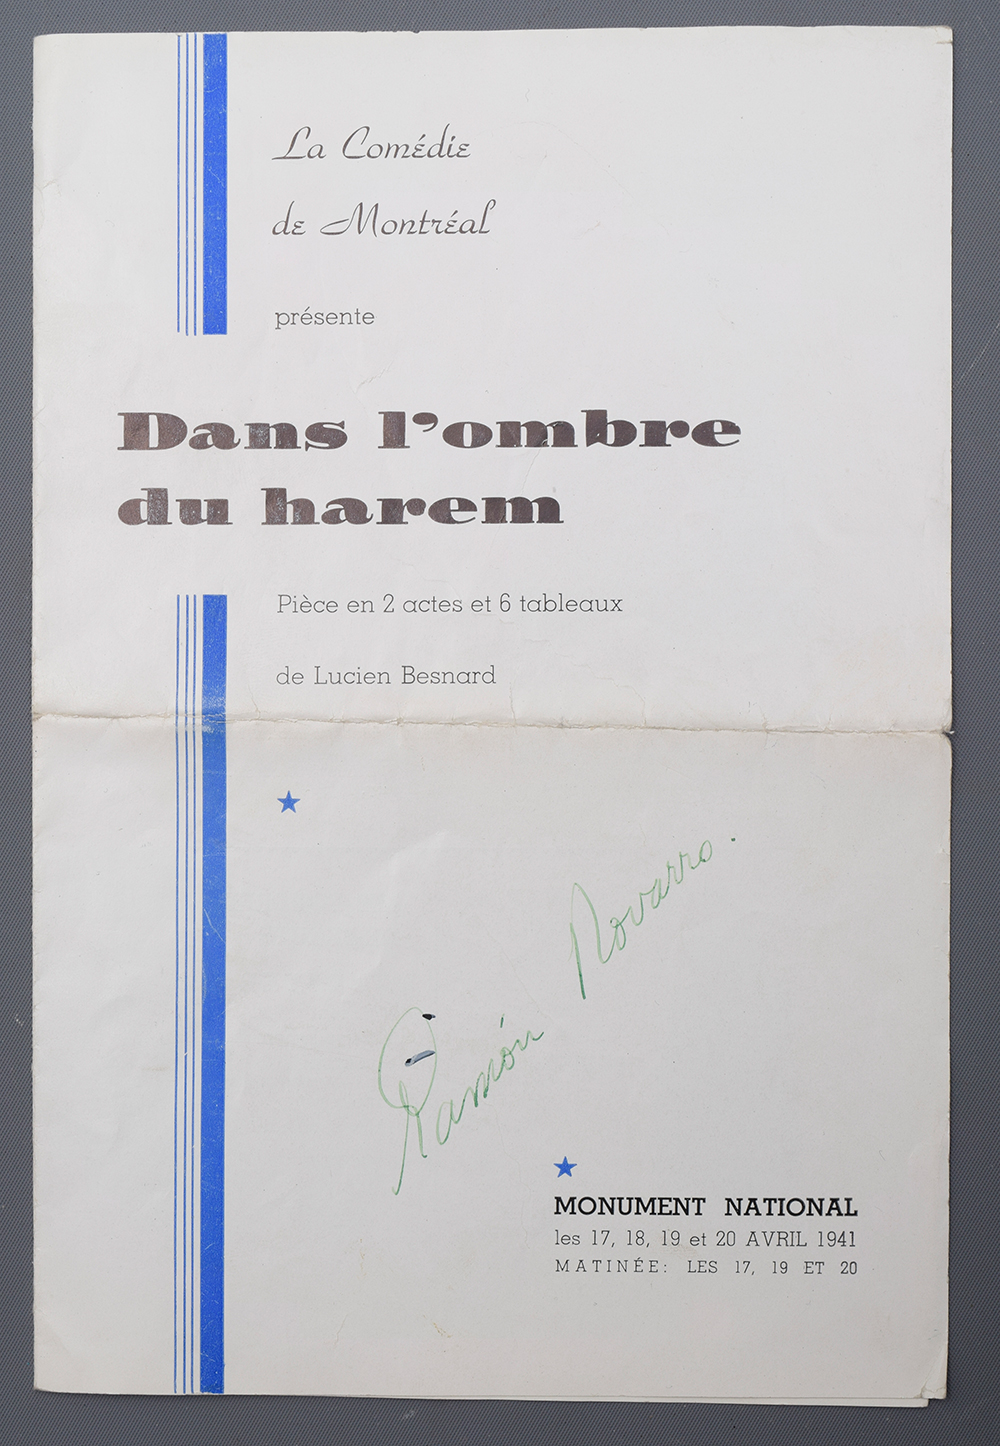 La Comédie
de Montréal
présente
Dans l'ombre
du harem
Pièce en 2 actes et 6 tableaux
de Lucien Besnard
Ramón Novarro.
MONUMENT NATIONAL
les 17, 18, 19 et 20 AVRIL 1941
MATINÉE: LES 17, 19 ET 20